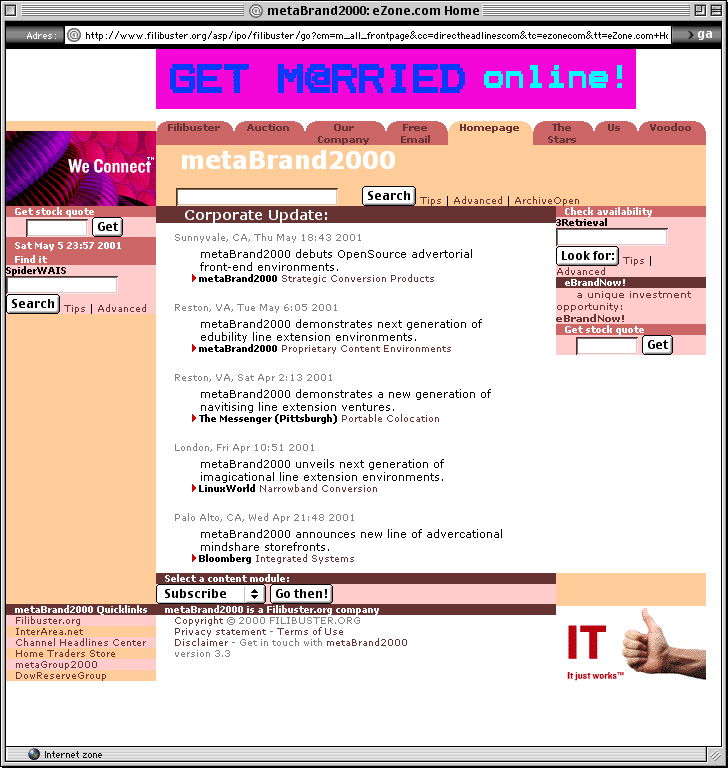 @ metaBrand2000: eZone.com Home
Adres: @ http://www.filibuster.org/asp/ipo/filibuster/go?cm=m_all_frontpage&cc=directheadlinescom&tc=ezonecom&tt=eZone.com+Ho › ga
GET M@RRIED online!
Filibuster
Auction
Our
Company
Free
Email
Homepage
The
Stars
Us
Voodoo
We Connect™
metaBrand2000
Search Tips | Advanced | ArchiveOpen
Get stock quote
Get
Sat May 5 23:57 2001
Find it
SpiderWAIS
Search Tips | Advanced
Corporate Update:
Sunnyvale, CA, Thu May 18:43 2001
metaBrand2000 debuts OpenSource advertorial
front-end environments.
metaBrand2000 Strategic Conversion Products
Reston, VA, Tue May 6:05 2001
metaBrand2000 demonstrates next generation of
edubility line extension environments.
metaBrand2000 Proprietary Content Environments
Reston, VA, Sat Apr 2:13 2001
metaBrand2000 demonstrates a new generation of
navitising line extension ventures.
The Messenger (Pittsburgh) Portable Colocation
London, Fri Apr 10:51 2001
metaBrand2000 unveils next generation of
imagicational line extension environments.
LinuxWorld Narrowband Conversion
Palo Alto, CA, Wed Apr 21:48 2001
metaBrand2000 announces new line of advercational
mindshare storefronts.
Bloomberg Integrated Systems
Check availability
3Retrieval
Look for: Tips |
Advanced
eBrandNow!
a unique investment
opportunity:
eBrandNow!
Get stock quote
Get
Select a content module:
Subscribe Go then!
metaBrand2000 Quicklinks
Filibuster.org
InterArea.net
Channel Headlines Center
Home Traders Store
metaGroup2000
DowReserveGroup
metaBrand2000 is a Filibuster.org company
Copyright © 2000 FILIBUSTER.ORG
Privacy statement - Terms of Use
Disclaimer - Get in touch with metaBrand2000
version 3.3
IT
It just works™
Internet zone